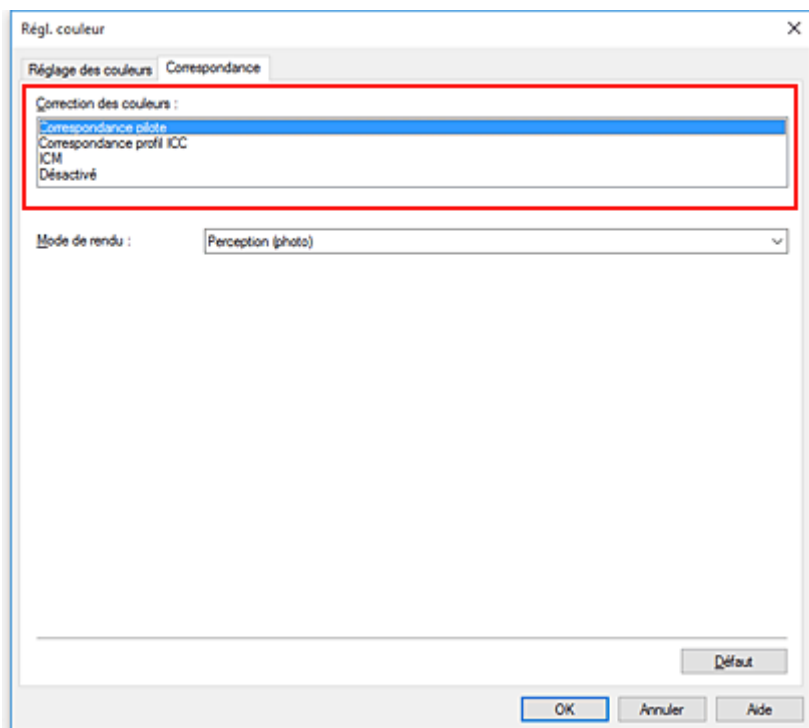 Régl. couleur
Réglage des couleurs Correspondance
Correction des couleurs :
Correspondance pilote
Correspondance profil ICC
ICM
Désactivé
Mode de rendu : Perception (photo)
Défaut
OK Annuler Aide